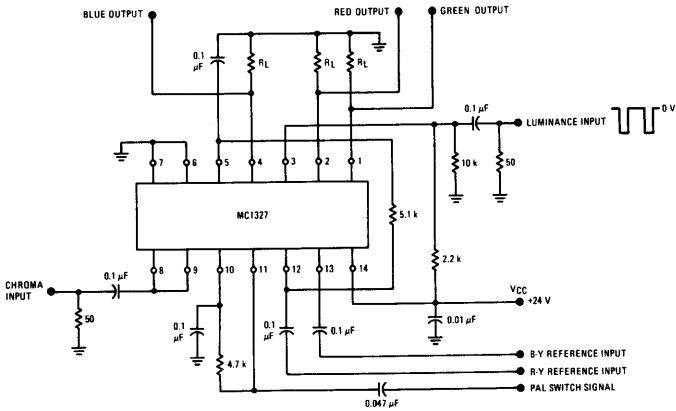 BLUE OUTPUT
RED OUTPUT
GREEN OUTPUT
0.1
µF
RL
RL
RL
0.1 µF
0 V
LUMINANCE INPUT
10 k
50
7
6
5
4
3
2
1
MC1327
5.1 k
2.2 k
8
9
10
11
12
13
14
CHROMA
INPUT
0.1 µF
50
VCC
+24 V
0.1
µF
0.1
µF
0.1 µF
0.01 µF
4.7 k
B-Y REFERENCE INPUT
R-Y REFERENCE INPUT
PAL SWITCH SIGNAL
0.047 µF